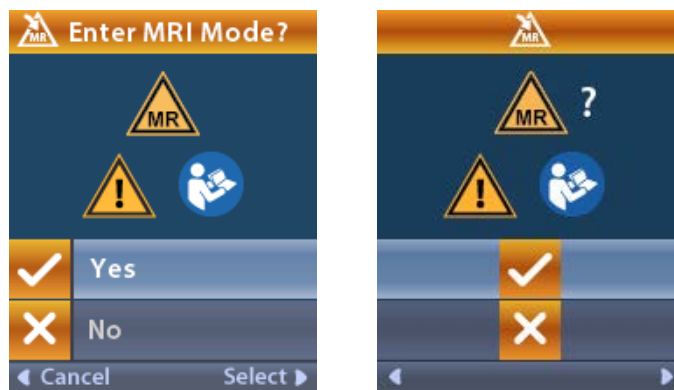 MR Enter MRI Mode?
MR
!
Yes
No
Cancel Select
MR
MR ?
!